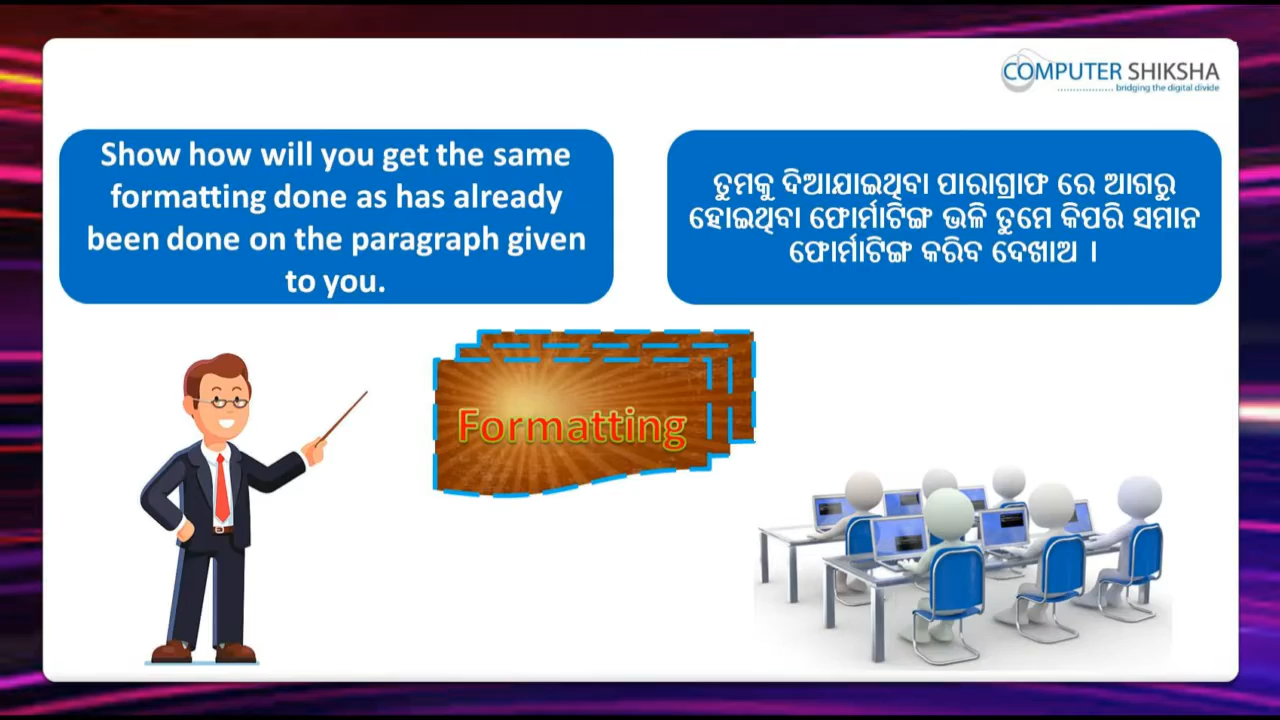 COMPUTER SHIKSHA
bridging the digital divide
Show how will you get the same
formatting done as has already
been done on the paragraph given
to you.
ତୁମକୁ ଦିଆଯାଇଥିବା ପାରାଗ୍ରାଫ ରେ ଆଗରୁ
ହୋଇଥିବା ଫୋର୍ମାଟିଙ୍ଗ ଭଳି ତୁମେ କିପରି ସମାନ
ଫୋର୍ମାଟିଙ୍ଗ କରିବ ଦେଖାଅ ।
Formatting